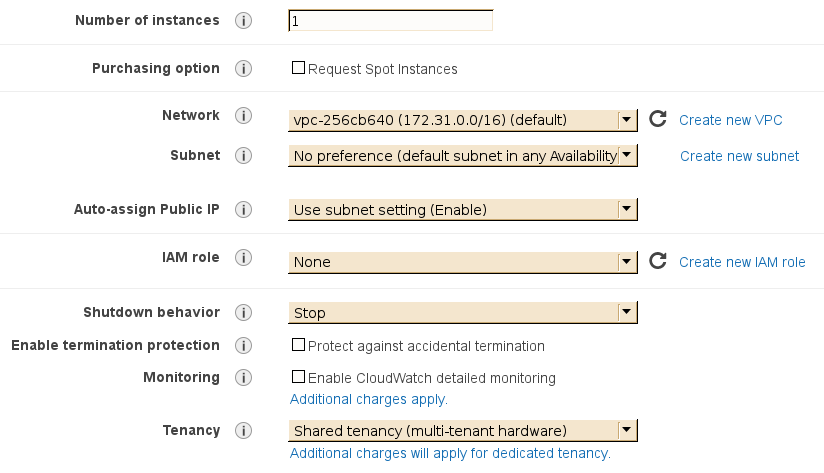 Number of instances i 1
Purchasing option i Request Spot Instances
Network i vpc-256cb640 (172.31.0.0/16) (default) Create new VPC
Subnet i No preference (default subnet in any Availability Create new subnet
Auto-assign Public IP i Use subnet setting (Enable)
IAM role i None Create new IAM role
Shutdown behavior i Stop
Enable termination protection i Protect against accidental termination
Monitoring i Enable CloudWatch detailed monitoring
Additional charges apply.
Tenancy i Shared tenancy (multi-tenant hardware)
Additional charges will apply for dedicated tenancy.